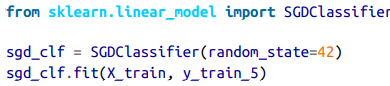 from sklearn.linear_model import SGDClassifier
sgd_clf = SGDClassifier(random_state=42)
sgd_clf.fit(X_train, y_train_5)